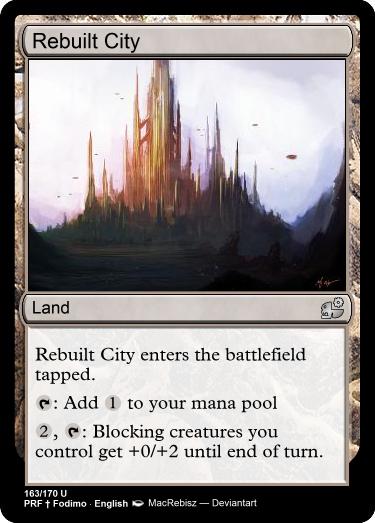 Rebuilt City
Land
Rebuilt City enters the battlefield
tapped.
: Add 1 to your mana pool
2, : Blocking creatures you
control get +0/+2 until end of turn.
163/170 U
PRF † Fodimo · English MacRebisz — Deviantart